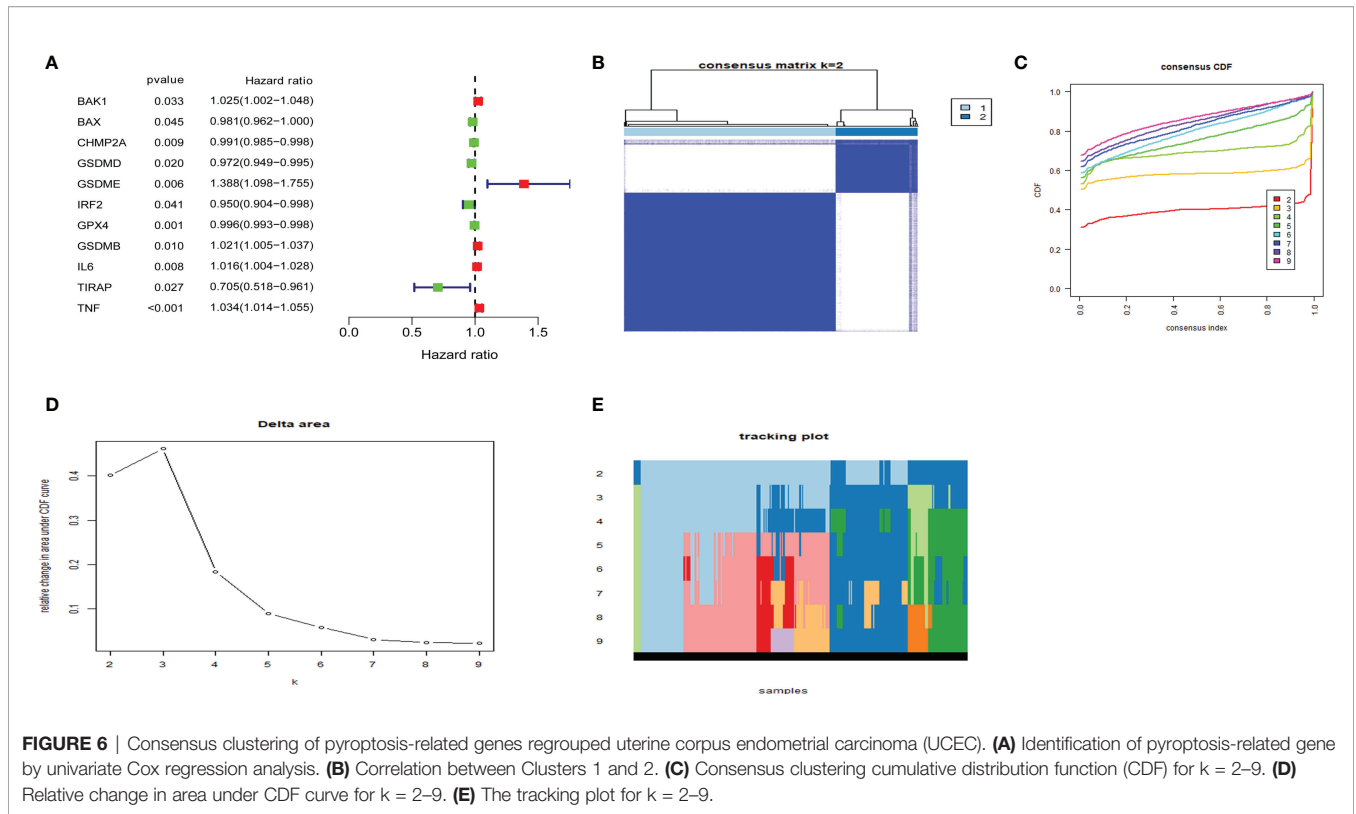 A
pvalue Hazard ratio
BAK1 0.033 1.025(1.002−1.048)
BAX 0.045 0.981(0.962−1.000)
CHMP2A 0.009 0.991(0.985−0.998)
GSDMD 0.020 0.972(0.949−0.995)
GSDME 0.006 1.388(1.098−1.755)
IRF2 0.041 0.950(0.904−0.998)
GPX4 0.001 0.996(0.993−0.998)
GSDMB 0.010 1.021(1.005−1.037)
IL6 0.008 1.016(1.004−1.028)
TIRAP 0.027 0.705(0.518−0.961)
TNF <0.001 1.034(1.014−1.055)
0.0 0.5 1.0 1.5
Hazard ratio
B
consensus matrix k=2
1
2
C
consensus CDF
CDF
1.0
0.8
0.6
0.4
0.2
0.0
2
3
4
5
6
7
8
9
0.0 0.2 0.4 0.6 0.8 1.0
consensus index
D
Delta area
relative change in area under CDF curve
0.4
0.3
0.2
0.1
2 3 4 5 6 7 8 9
k
E
tracking plot
2
3
4
5
6
7
8
9
samples
FIGURE 6 | Consensus clustering of pyroptosis-related genes regrouped uterine corpus endometrial carcinoma (UCEC). (A) Identification of pyroptosis-related gene
by univariate Cox regression analysis. (B) Correlation between Clusters 1 and 2. (C) Consensus clustering cumulative distribution function (CDF) for k = 2–9. (D)
Relative change in area under CDF curve for k = 2–9. (E) The tracking plot for k = 2–9.